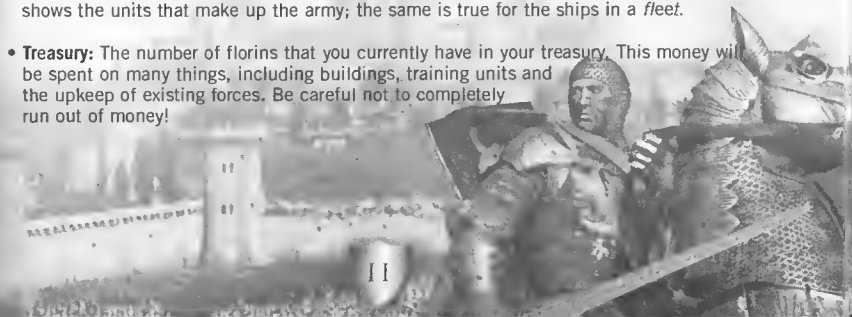 shows the units that make up the army; the same is true for the ships in a fleet.
• Treasury: The number of florins that you currently have in your treasury. This money will
be spent on many things, including buildings, training units and
the upkeep of existing forces. Be careful not to completely
run out of money!
11